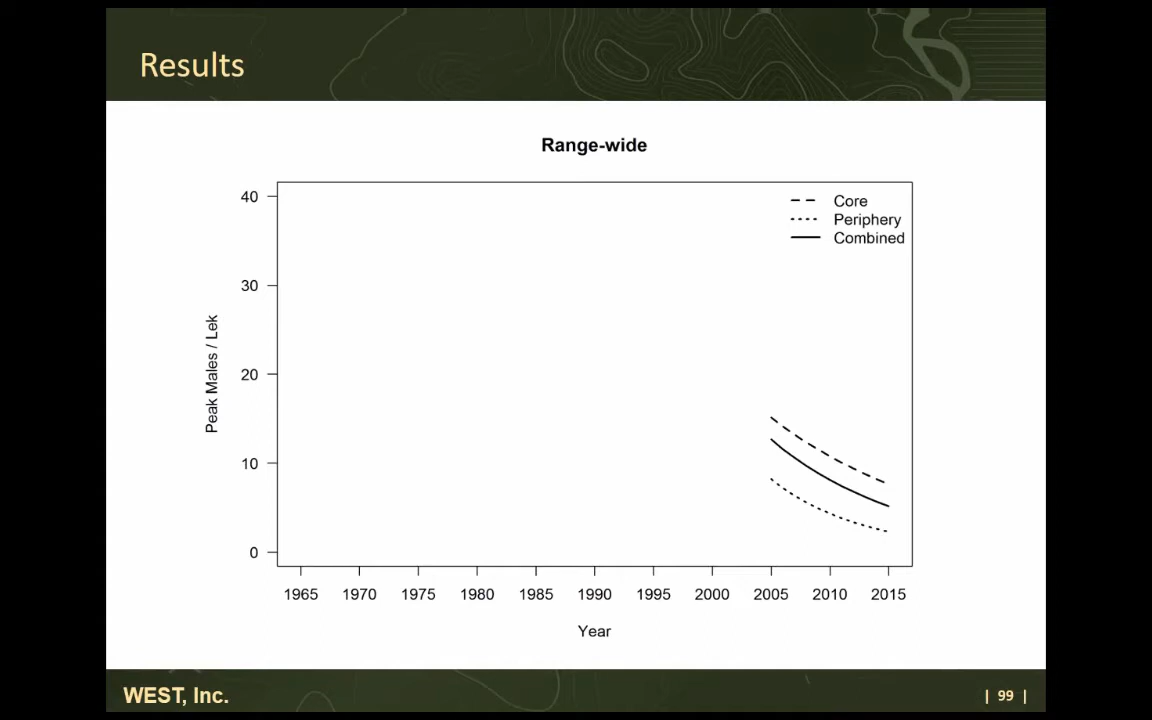 Results
Range-wide
40
30
20
10
0
Peak Males / Lek
Core
Periphery
Combined
1965 1970 1975 1980 1985 1990 1995 2000 2005 2010 2015
Year
WEST, Inc.
| 99 |